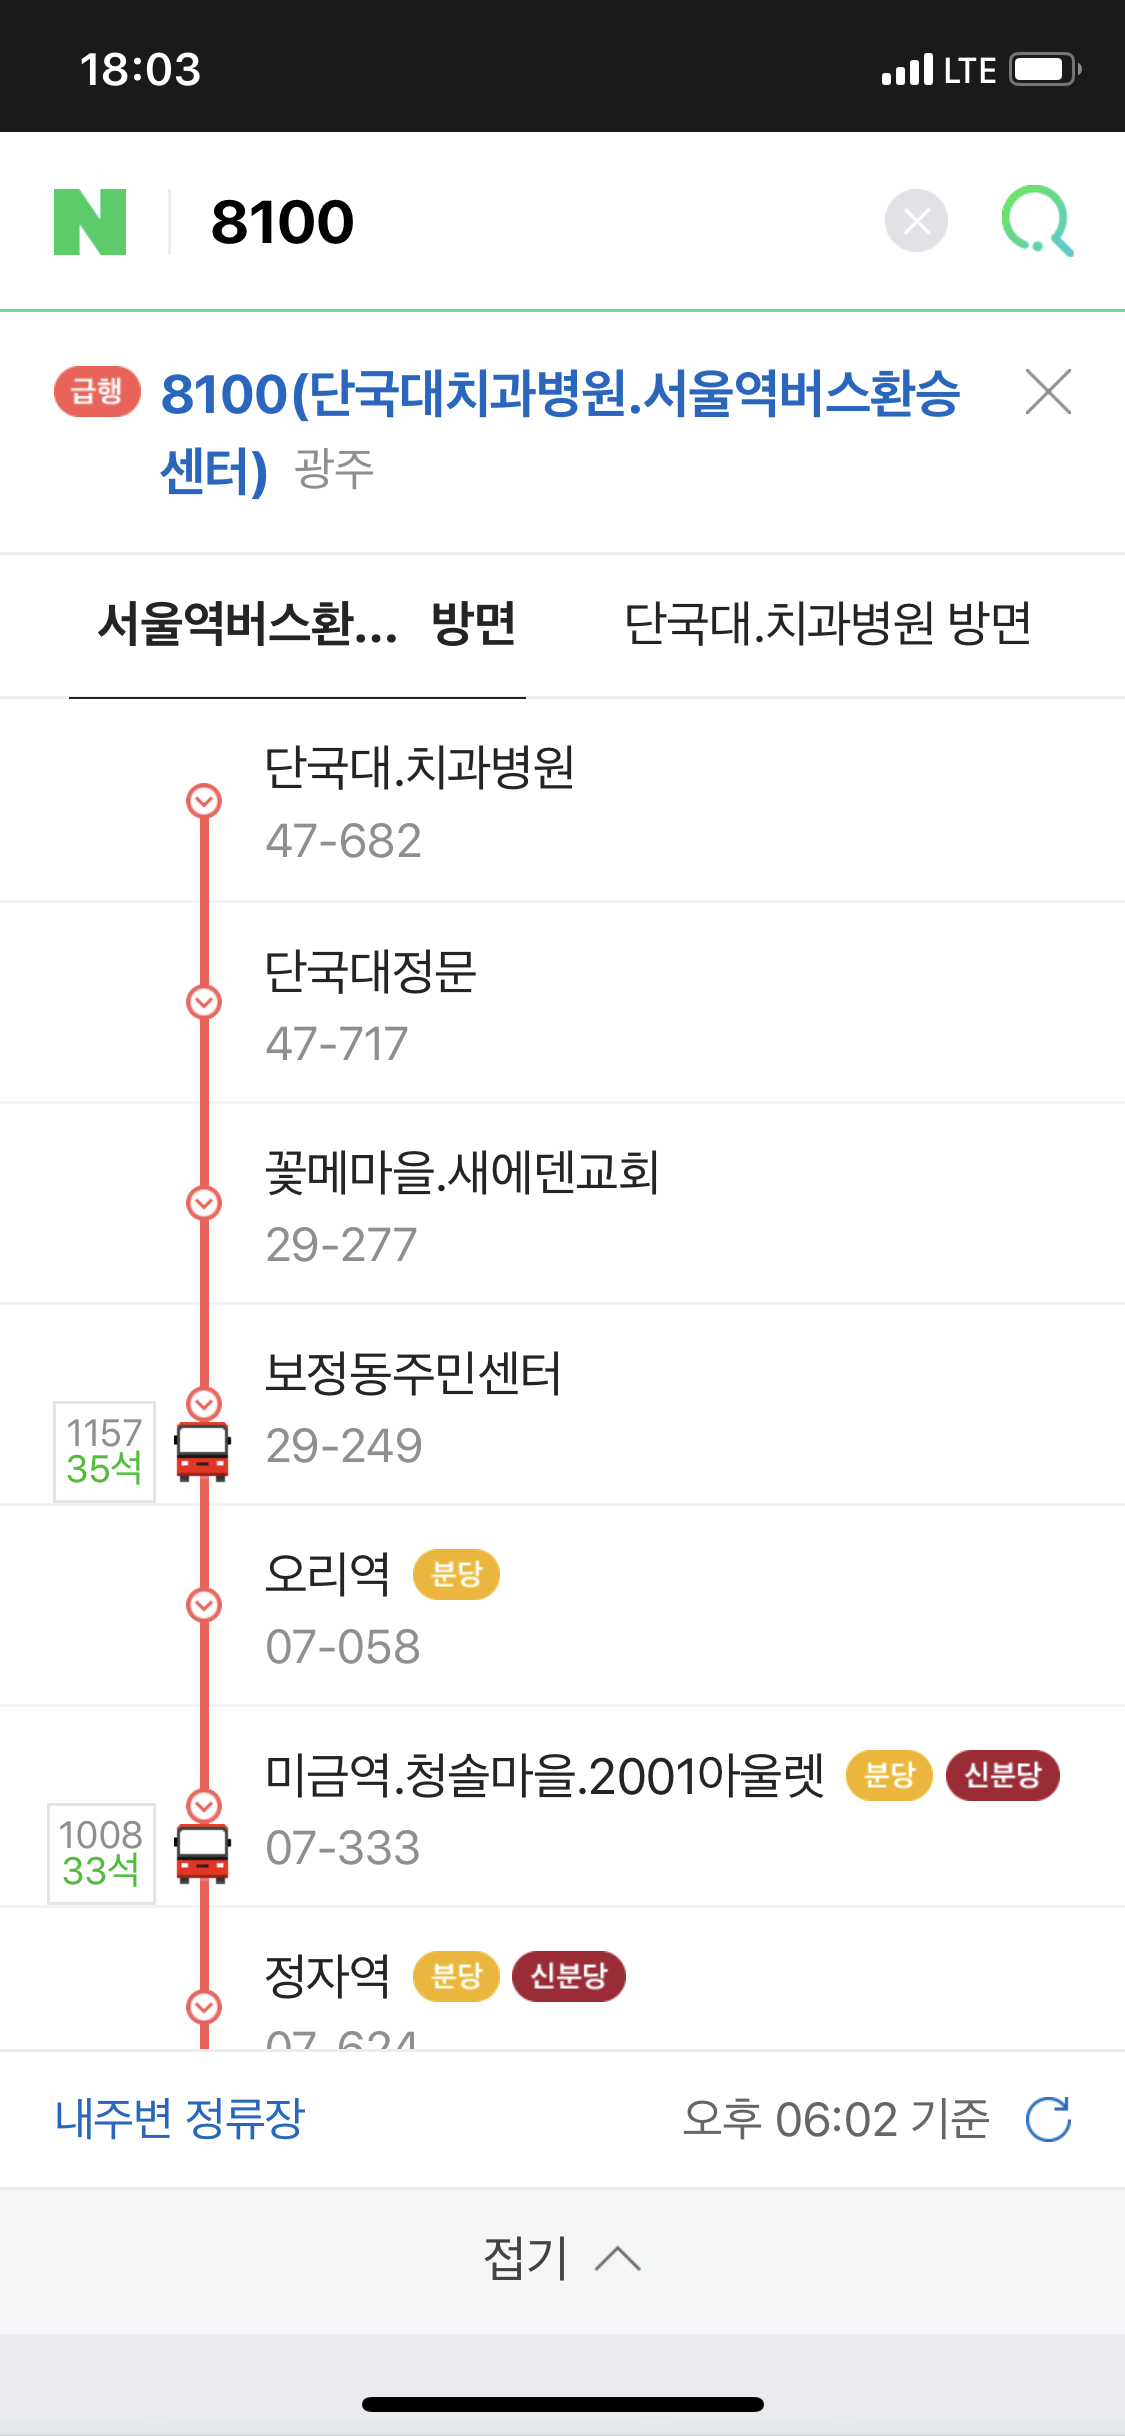 18:03
LTE
N
8100
급행 8100(단국대치과병원.서울역버스환승
센터) 광주
서울역버스환... 방면
단국대.치과병원 방면
단국대.치과병원
47-682
단국대정문
47-717
꽃메마을.새에덴교회
29-277
보정동주민센터
1157
35석
29-249
오리역 분당
07-058
미금역.청솔마을.2001아울렛 분당 신분당
1008
33석
07-333
정자역 분당 신분당
07-624
내주변 정류장
오후 06:02 기준
접기